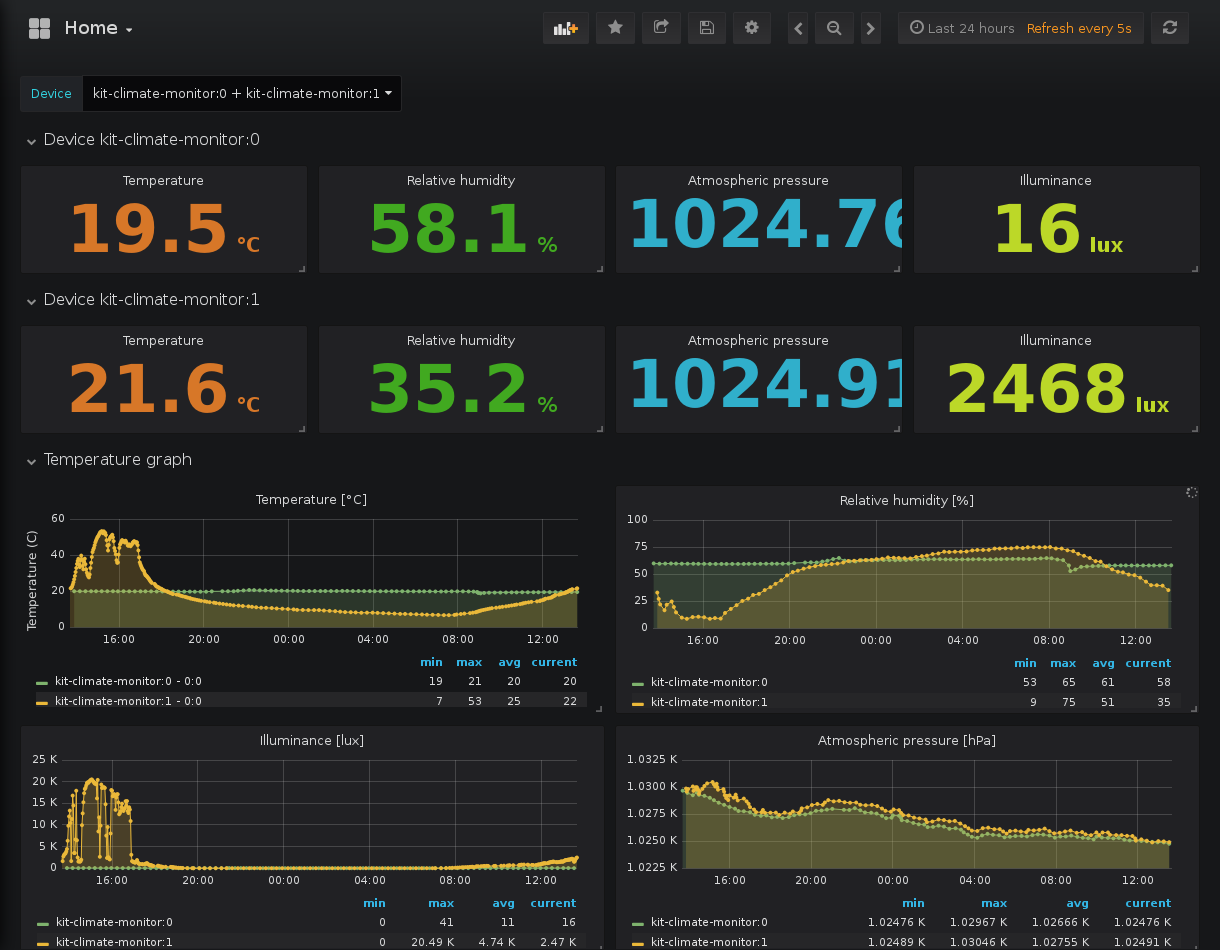 Home
Last 24 hours Refresh every 5s
Device kit-climate-monitor:0 + kit-climate-monitor:1
Device kit-climate-monitor:0
Temperature Relative humidity Atmospheric pressure Illuminance
19.5 °C 58.1 % 1024.76 16 lux
Device kit-climate-monitor:1
Temperature Relative humidity Atmospheric pressure Illuminance
21.6 °C 35.2 % 1024.91 2468 lux
Temperature graph
Temperature [°C]
Temperature (C)
60
40
20
0
16:00 20:00 00:00 04:00 08:00 12:00
min max avg current
kit-climate-monitor:0 - 0:0 19 21 20 20
kit-climate-monitor:1 - 0:0 7 53 25 22
Relative humidity [%]
100
75
50
25
0
16:00 20:00 00:00 04:00 08:00 12:00
min max avg current
kit-climate-monitor:0 53 65 61 58
kit-climate-monitor:1 9 75 51 35
Illuminance [lux]
25 K
20 K
15 K
10 K
5 K
0
16:00 20:00 00:00 04:00 08:00 12:00
min max avg current
kit-climate-monitor:0 0 41 11 16
kit-climate-monitor:1 0 20.49 K 4.74 K 2.47 K
Atmospheric pressure [hPa]
1.0325 K
1.0300 K
1.0275 K
1.0250 K
1.0225 K
16:00 20:00 00:00 04:00 08:00 12:00
min max avg current
kit-climate-monitor:0 1.02476 K 1.02967 K 1.02666 K 1.02476 K
kit-climate-monitor:1 1.02489 K 1.03046 K 1.02755 K 1.02491 K